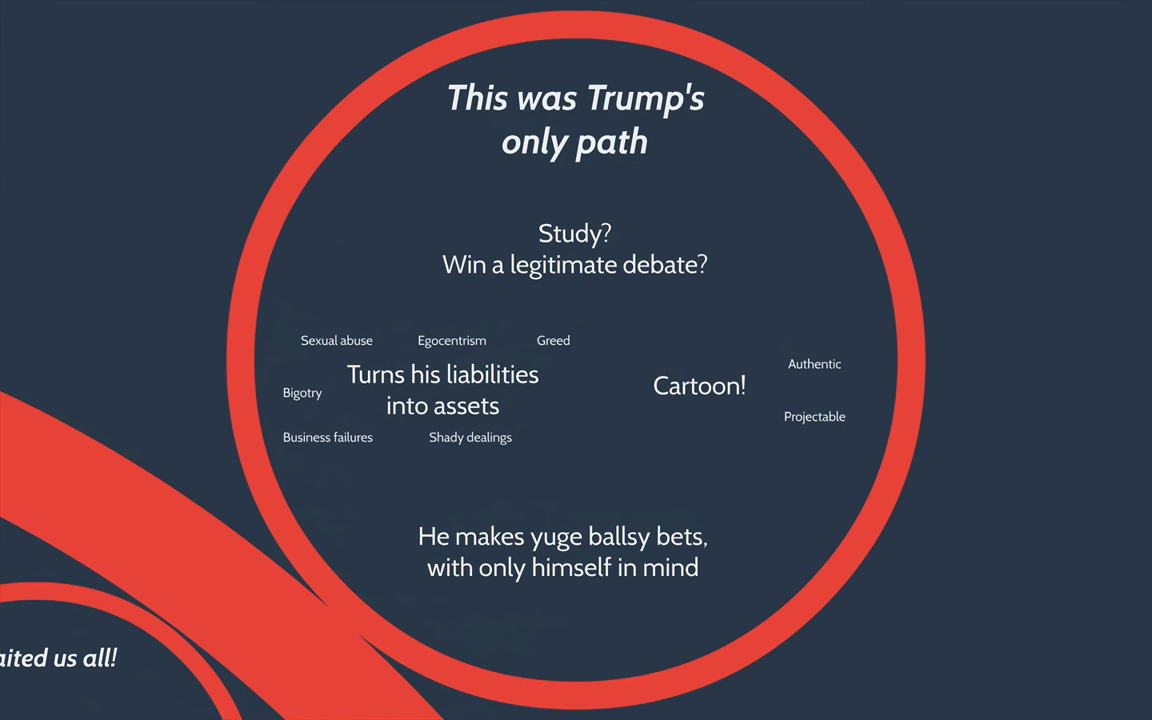 This was Trump's
only path
Study?
Win a legitimate debate?
Sexual abuse Egocentrism Greed
Turns his liabilities
into assets
Bigotry
Business failures Shady dealings
Cartoon!
Authentic
Projectable
He makes yuge ballsy bets,
with only himself in mind
us all!